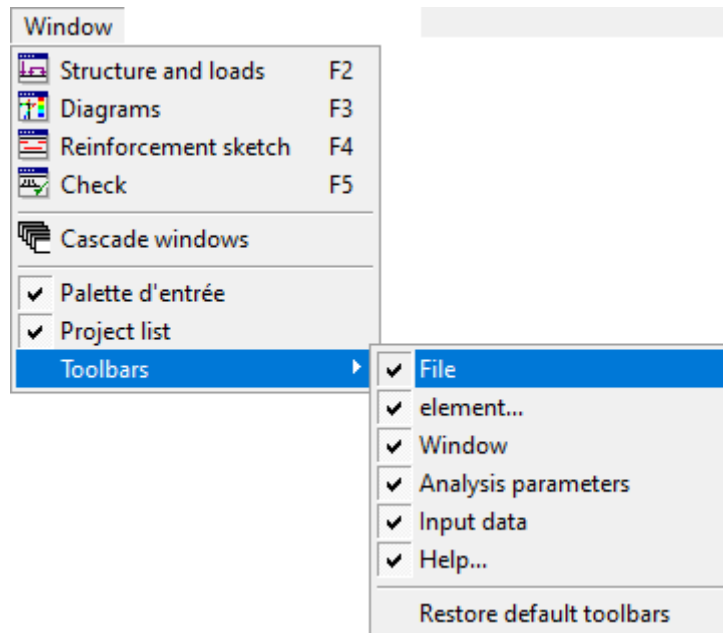 Window
Structure and loads F2
Diagrams F3
Reinforcement sketch F4
Check F5
Cascade windows
Palette d'entrée
Project list
Toolbars
File
element...
Window
Analysis parameters
Input data
Help...
Restore default toolbars